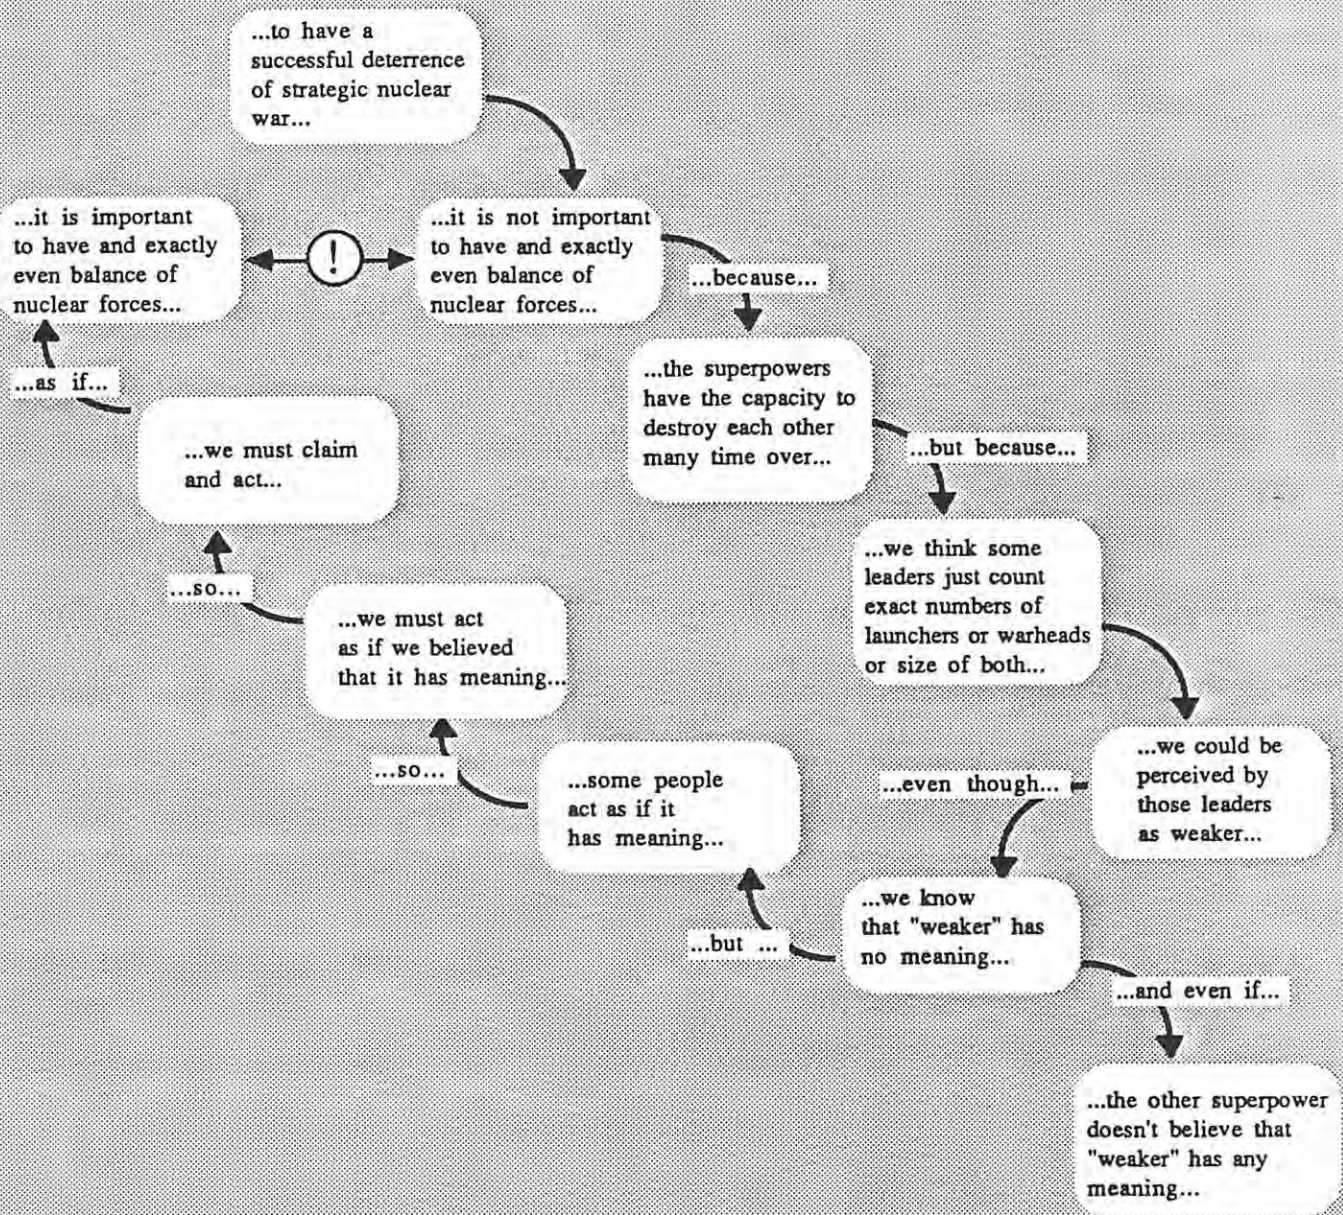 ...to have a
successful deterrence
of strategic nuclear
war...
...it is important
to have and exactly
even balance of
nuclear forces...
!
...it is not important
to have and exactly
even balance of
nuclear forces...
...because...
...the superpowers
have the capacity to
destroy each other
many time over...
...but because...
...we think some
leaders just count
exact numbers of
launchers or warheads
or size of both...
...we could be
perceived by
those leaders
as weaker...
...even though...
...we know
that "weaker" has
no meaning...
...and even if...
...the other superpower
doesn't believe that
"weaker" has any
meaning...
...but ...
...some people
act as if it
has meaning...
...so...
...we must act
as if we believed
that it has meaning...
...so...
...we must claim
and act...
...as if...